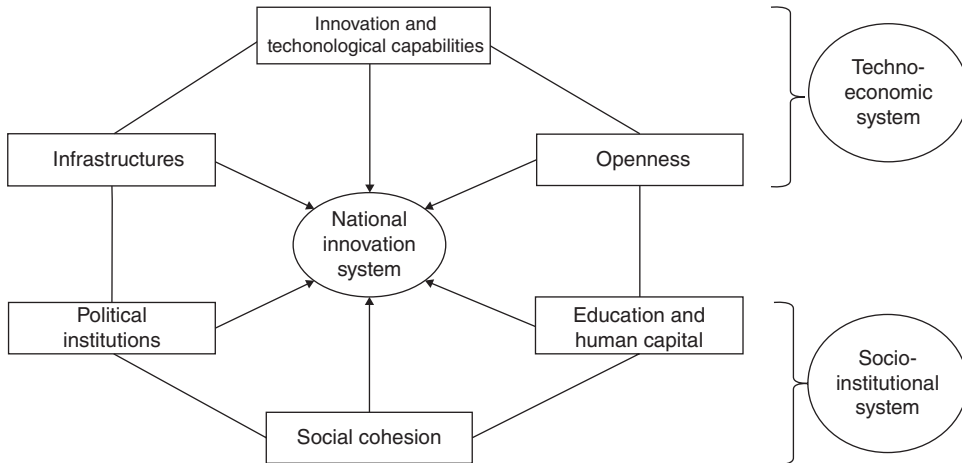 Innovation and
techonological capabilities
Techno-
economic
system
Infrastructures
Openness
National
innovation
system
Political
institutions
Education and
human capital
Socio-
institutional
system
Social cohesion